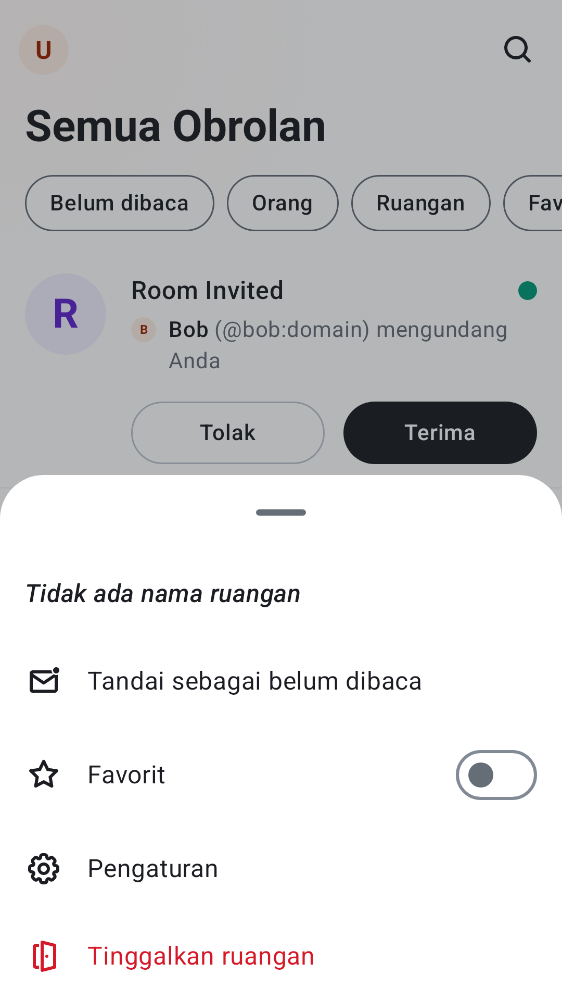 U
Semua Obrolan
Belum dibaca
Orang
Ruangan
Fav
R
Room Invited
B
Bob (@bob:domain) mengundang
Anda
Tolak
Terima
Tidak ada nama ruangan
Tandai sebagai belum dibaca
Favorit
Pengaturan
Tinggalkan ruangan